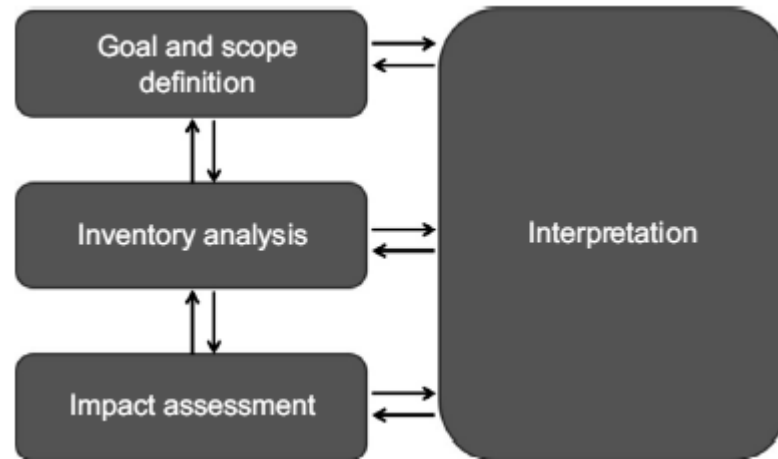 Goal and scope
definition
Inventory analysis
Interpretation
Impact assessment